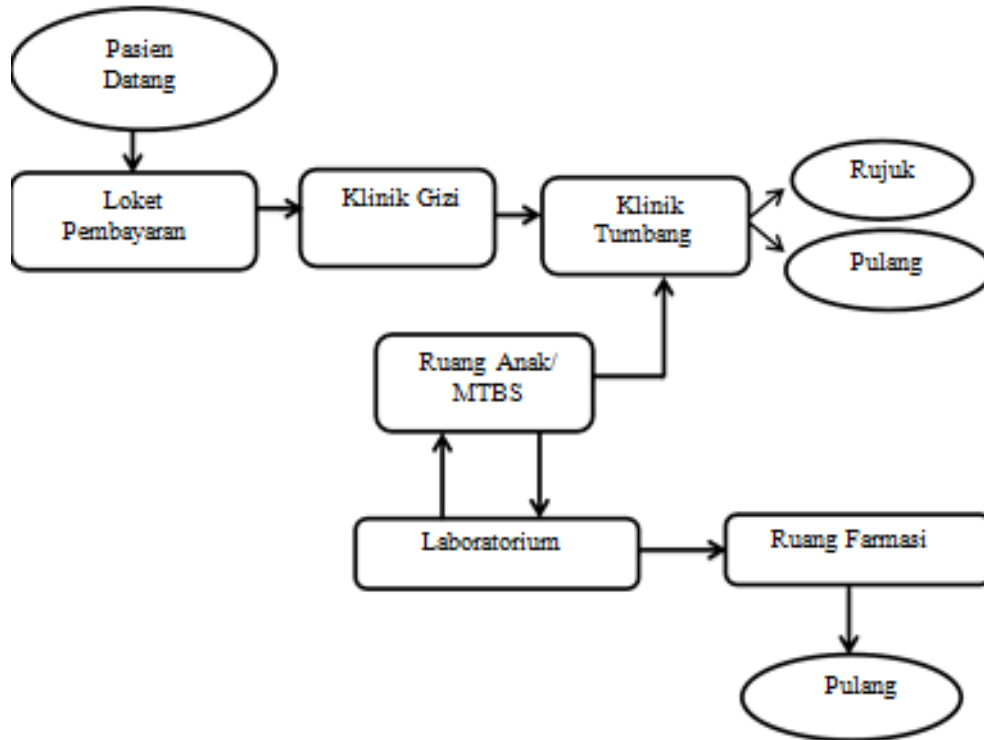 Pasien
Datang
Loket
Pembayaran
Klinik Gizi
Klinik
Tumbang
Rujuk
Pulang
Ruang Anak/
MTBS
Laboratorium
Ruang Farmasi
Pulang